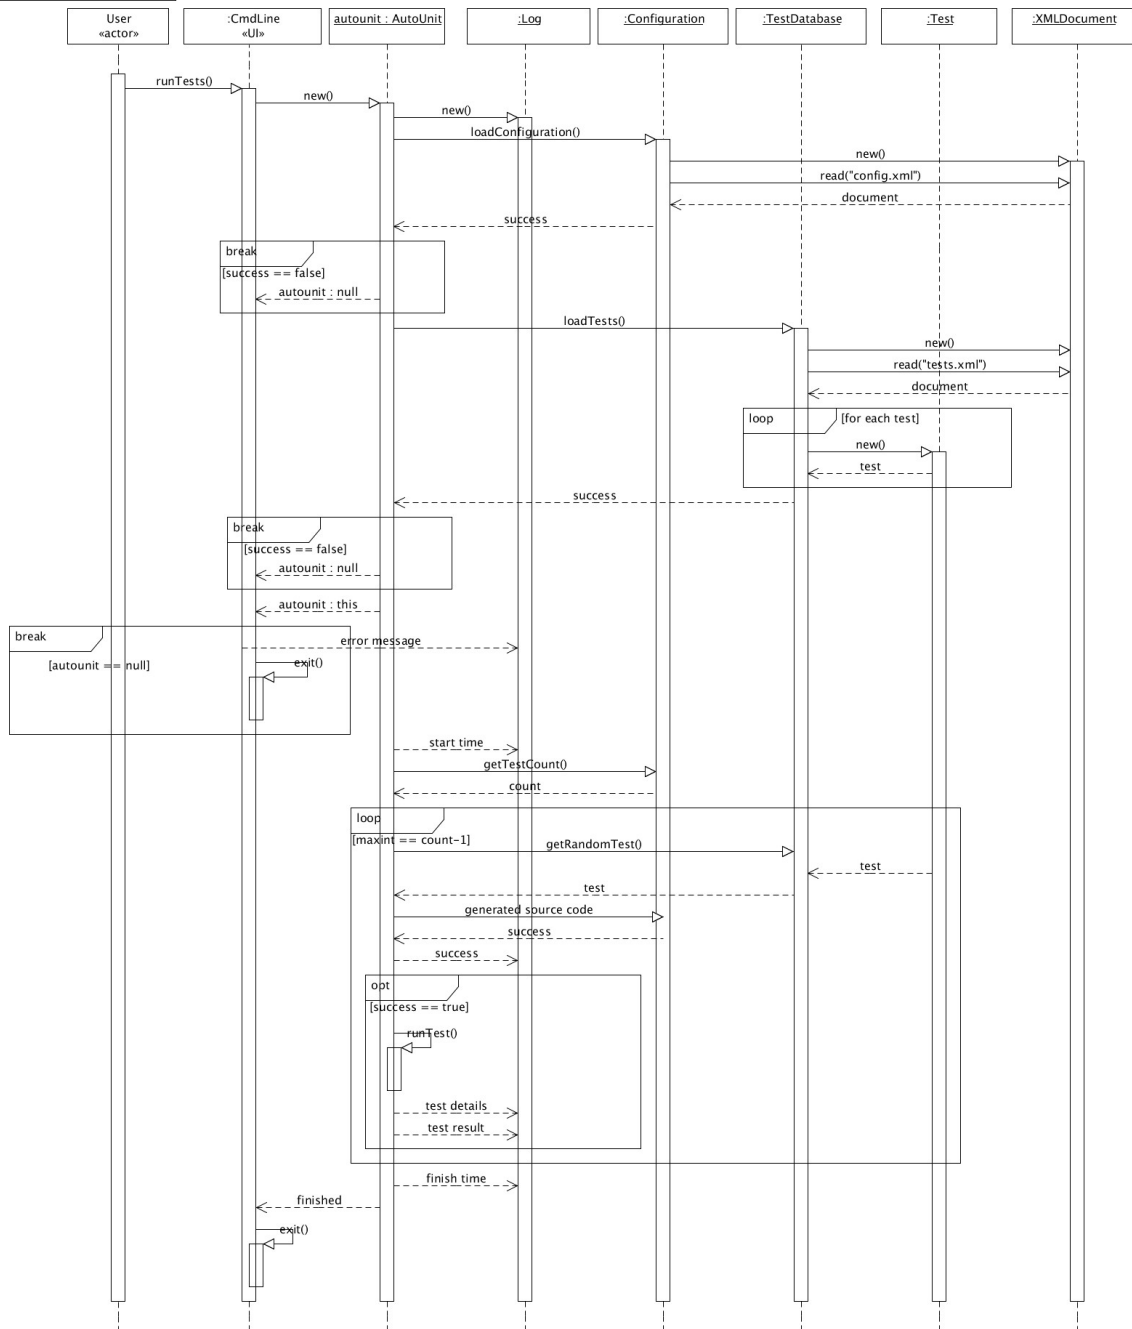 User
«actor»
:CmdLine
«UI»
autounit : AutoUnit
:Log
:Configuration
:TestDatabase
:Test
:XMLDocument
runTests()
new()
new()
loadConfiguration()
new()
read("config.xml")
document
success
break
[success == false]
autounit : null
loadTests()
new()
read("tests.xml")
document
loop
[for each test]
new()
test
success
break
[success == false]
autounit : null
autounit : this
break
error message
[autounit == null]
exit()
start time
getTestCount()
count
loop
[maxint == count-1]
getRandomTest()
test
test
generated source code
success
success
opt
[success == true]
runTest()
test details
test result
finish time
finished
exit()